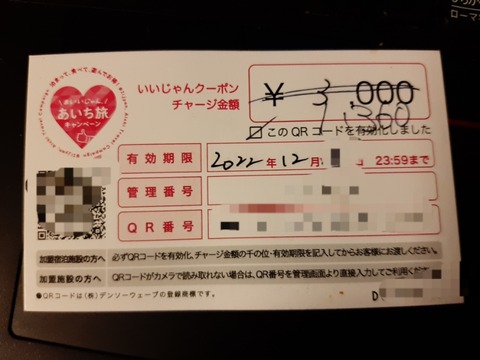 いいじゃん、
あいち旅
キャンペーン
いいじゃんクーポン
チャージ金額
¥ 3,000
1,360
このQRコードを有効化しました
有効期限 2022年12月 23:59まで
管理番号
QR番号
加盟宿泊施設の方へ 必ずQRコードを有効化、チャージ金額の千の位・有効期限を記入してからお客様にお渡しください。
加盟施設の方へ QRコードがカメラで読み取れない場合は、QR番号を管理画面より直接入力してご利用くだ
●QRコードは(株)デンソーウェーブの登録商標です。
D